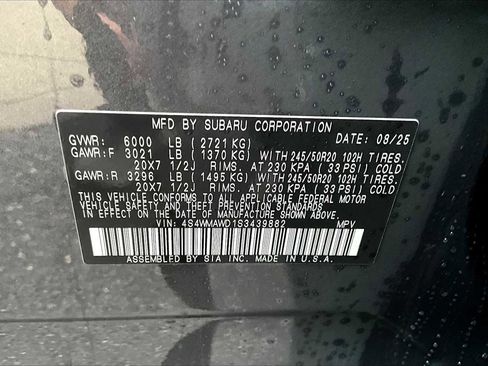 MFD BY SUBARU CORPORATION
GVWR: 6000 LB ( 2721 KG) DATE: 08/25
GAWR:F 3021 LB ( 1370 KG) WITH 245/50R20 102H TIRES.
20X7 1/2J RIMS. AT 230 KPA ( 33 PSI) COLD
GAWR:R 3296 LB ( 1495 KG) WITH 245/50R20 102H TIRES.
20X7 1/2J RIMS. AT 230 KPA ( 33 PSI) COLD
THIS VEHICLE CONFORMS TO ALL APPLICABLE FEDERAL MOTOR
VEHICLE SAFETY AND THEFT PREVENTION STANDARDS
IN EFFECT ON THE DATE OF MANUFACTURE SHOWN ABOVE
VIN: 4S4WMAWD1S3439882 MPV
ASSEMBLED BY SIA INC. MADE IN U.S.A.